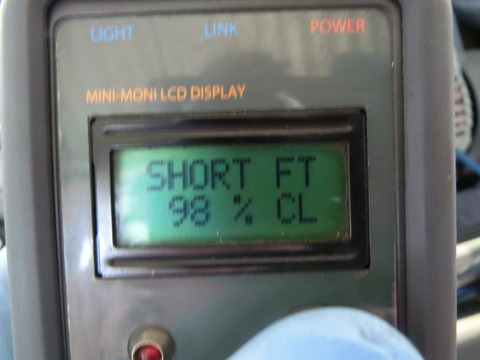 LIGHT LINK POWER
MINI-MONI LCD DISPLAY
SHORT FT
98 % CL